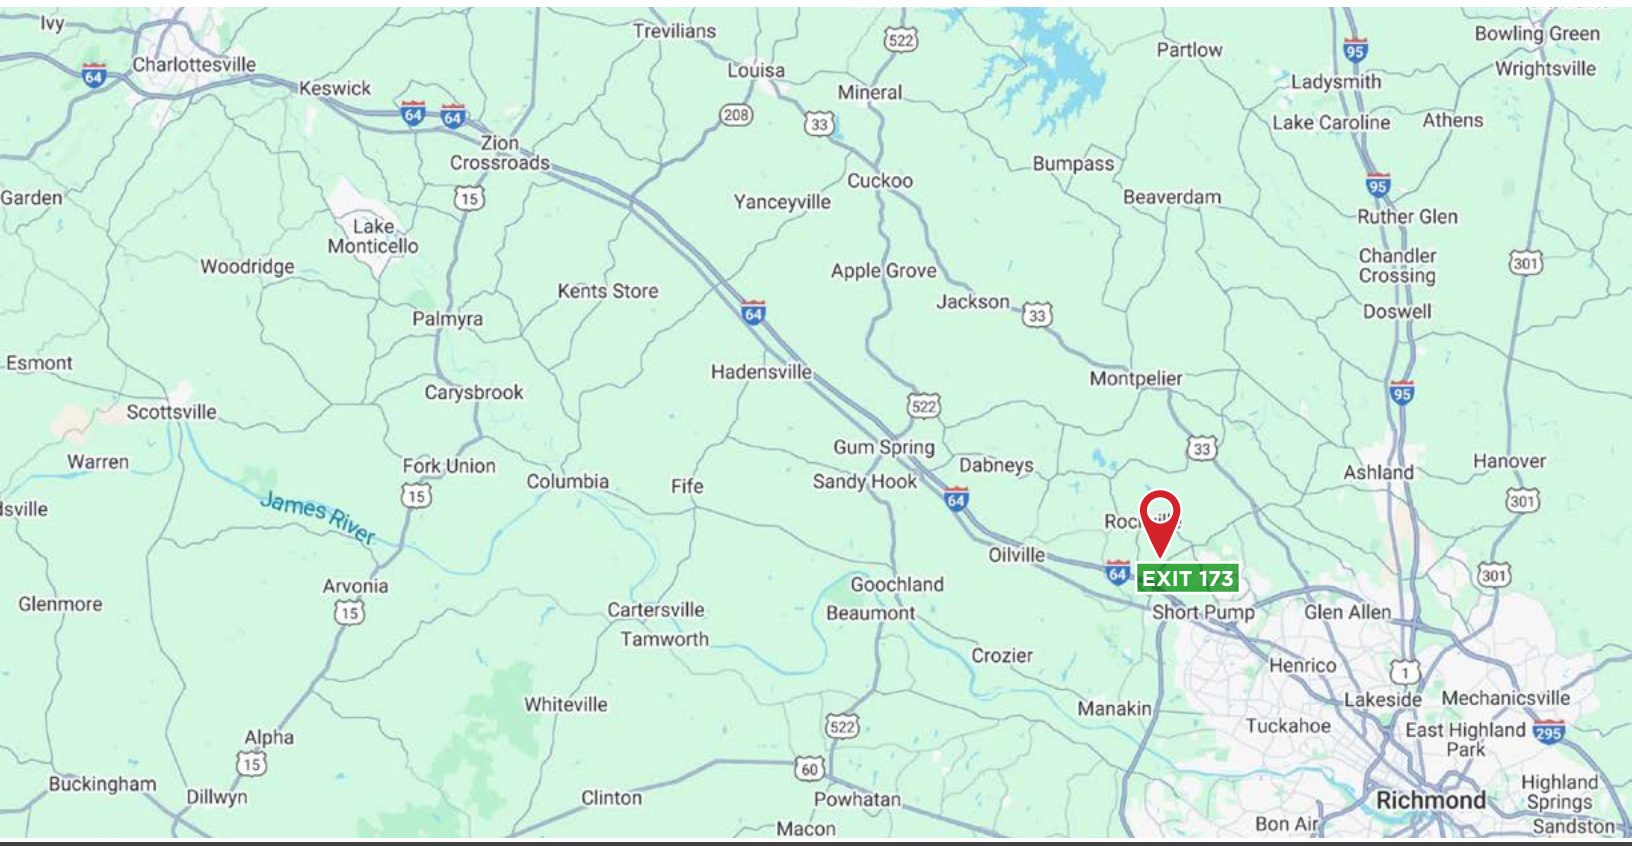 Ivy
Trevilians
522
Partlow
95
Bowling Green
64
Charlottesville
Louisa
Wrightsville
Keswick
Mineral
Ladysmith
64
64
208
33
Lake Caroline
Athens
Zion
Crossroads
Bumpass
Cuckoo
95
Garden
15
Yanceyville
Beaverdam
Ruther Glen
Lake
Monticello
Woodridge
Apple Grove
Chandler
Crossing
301
Kents Store
Jackson
33
Doswell
64
Palmyra
Esmont
Hadensville
Montpelier
Carysbrook
95
Scottsville
522
Gum Spring
33
Warren
Fork Union
Dabneys
Ashland
Hanover
Columbia
Fife
Sandy Hook
15
64
301
dsville
James River
Oilville
64
EXIT 173
301
Arvonia
Goochland
Glenmore
15
Cartersville
Beaumont
Short Pump
Glen Allen
Tamworth
Crozier
Henrico
1
Whiteville
Manakin
Lakeside
Mechanicsville
522
Tuckahoe
East Highland
Park
295
Alpha
15
60
Buckingham
Dillwyn
Clinton
Powhatan
Richmond
Highland
Springs
Macon
Bon Air
Sandston